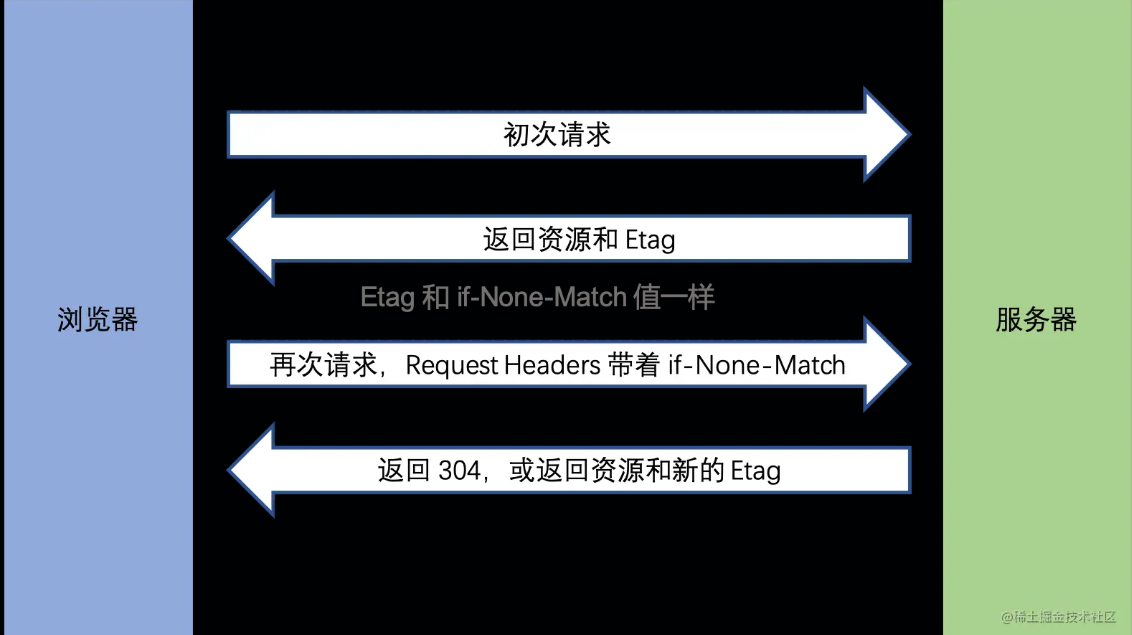 初次请求
返回资源和 Etag
Etag 和 if-None-Match 值一样
浏览器
服务器
再次请求，Request Headers 带着 if-None-Match
返回 304，或返回资源和新的 Etag
@稀土掘金技术社区